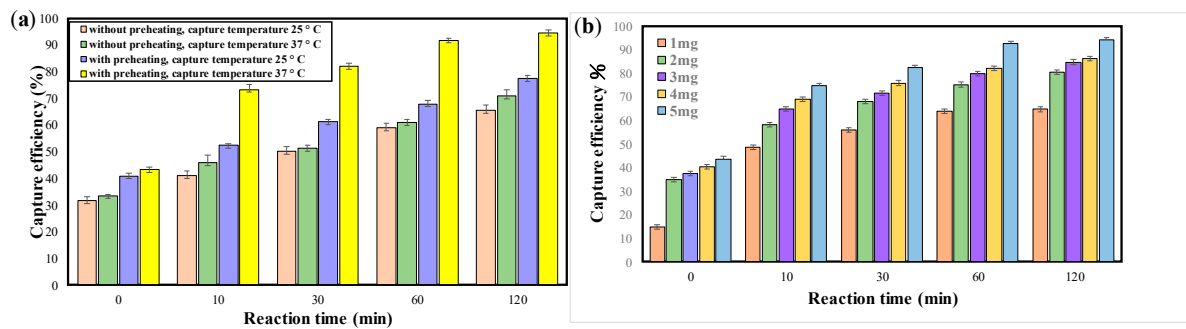 (a)
100
90
80
70
60
50
40
30
20
10
0
Capture efficiency (%)
without preheating, capture temperature 25 ° C
without preheating, capture temperature 37 ° C
with preheating, capture temperature 25 ° C
with preheating, capture temperature 37 ° C
0 10 30 60 120
Reaction time (min)
(b)
100
90
80
70
60
50
40
30
20
10
0
Capture efficiency %
1mg
2mg
3mg
4mg
5mg
0 10 30 60 120
Reaction time (min)